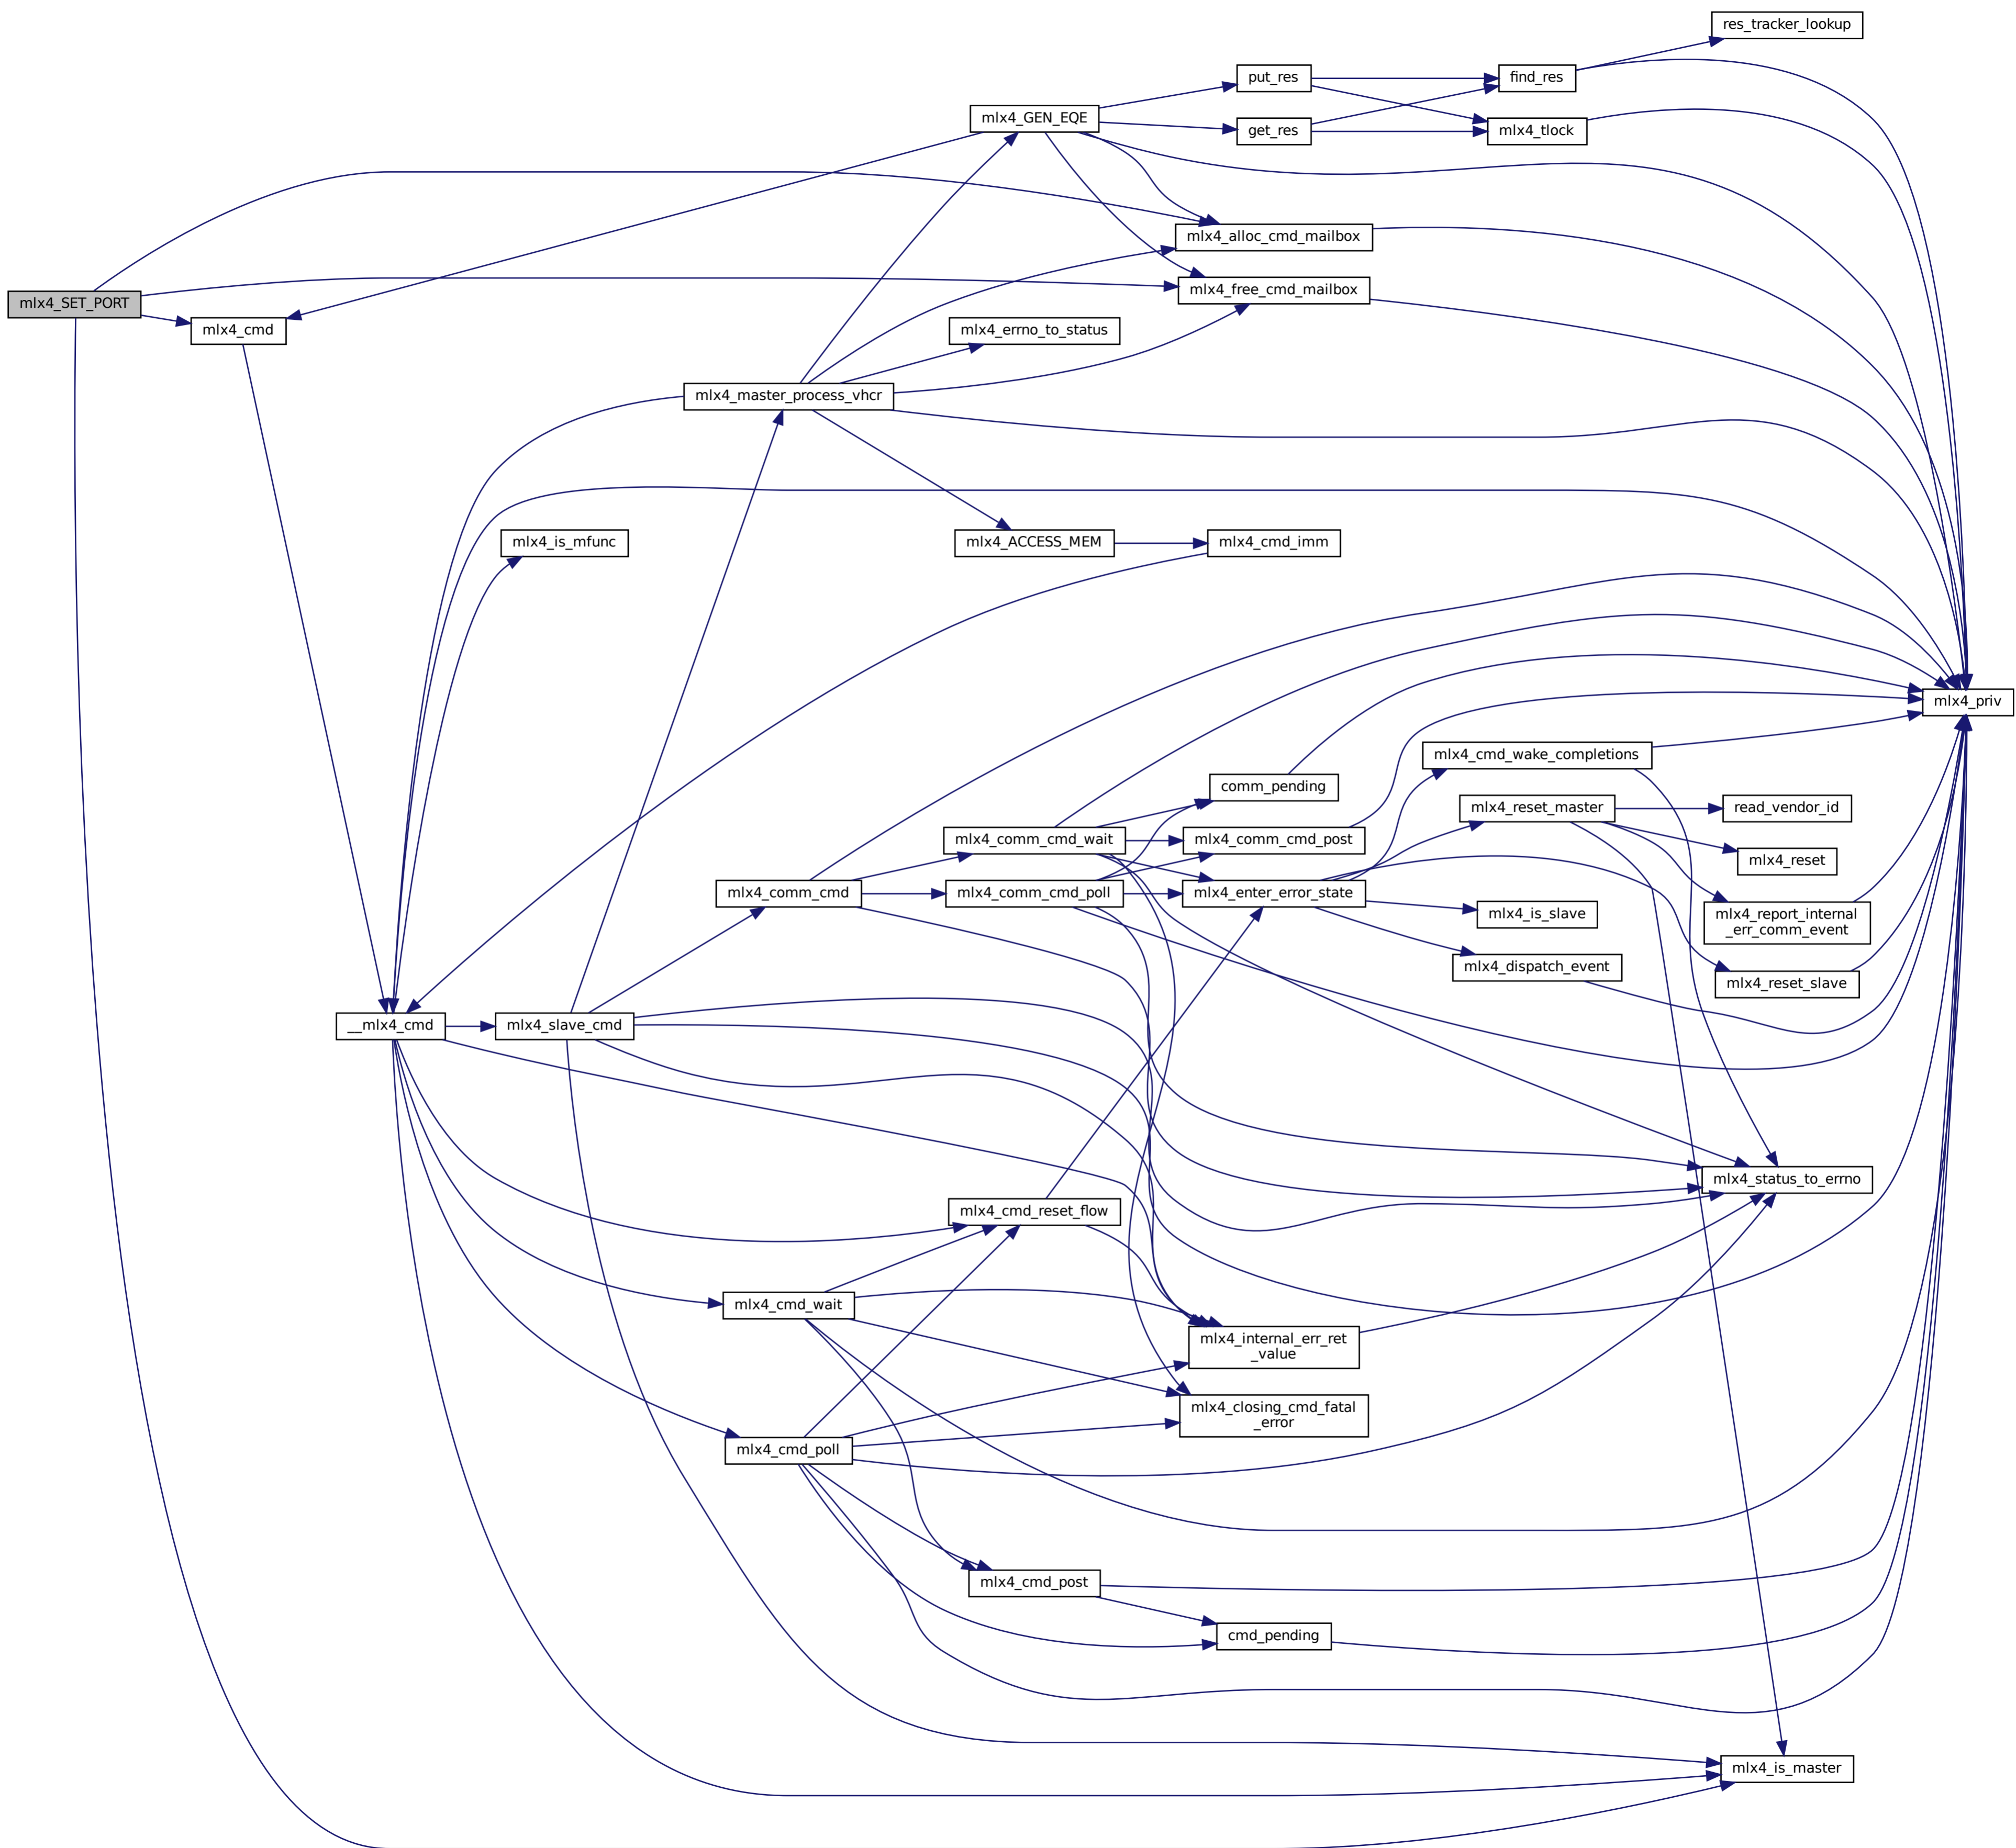 res_tracker_lookup
put_res
find_res
mlx4_GEN_EQE
get_res
mlx4_tlock
mlx4_alloc_cmd_mailbox
mlx4_free_cmd_mailbox
mlx4_SET_PORT
mlx4_cmd
mlx4_errno_to_status
mlx4_master_process_vhcr
mlx4_is_mfunc
mlx4_ACCESS_MEM
mlx4_cmd_imm
mlx4_priv
mlx4_cmd_wake_completions
comm_pending
mlx4_reset_master
read_vendor_id
mlx4_comm_cmd_wait
mlx4_comm_cmd_post
mlx4_reset
mlx4_comm_cmd
mlx4_comm_cmd_poll
mlx4_enter_error_state
mlx4_is_slave
mlx4_report_internal
_err_comm_event
mlx4_dispatch_event
mlx4_reset_slave
__mlx4_cmd
mlx4_slave_cmd
mlx4_status_to_errno
mlx4_cmd_reset_flow
mlx4_cmd_wait
mlx4_internal_err_ret
_value
mlx4_closing_cmd_fatal
_error
mlx4_cmd_poll
mlx4_cmd_post
cmd_pending
mlx4_is_master